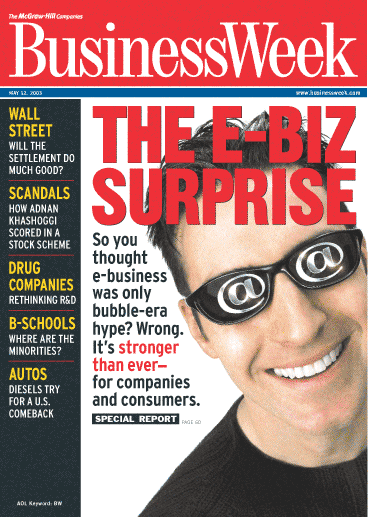 The McGraw-Hill Companies
BusinessWeek
MAY 12, 2003
www.businessweek.com
WALL
STREET
WILL THE
SETTLEMENT DO
MUCH GOOD?
SCANDALS
HOW ADNAN
KHASHOGGI
SCORED IN A
STOCK SCHEME
DRUG
COMPANIES
RETHINKING R&D
B-SCHOOLS
WHERE ARE THE
MINORITIES?
AUTOS
DIESELS TRY
FOR A U.S.
COMEBACK
AOL Keyword: BW
THE E-BIZ
SURPRISE
So you
thought
e-business
was only
bubble-era
hype? Wrong.
It's stronger
than ever—
for companies
and consumers.
SPECIAL REPORT PAGE 60
@ @